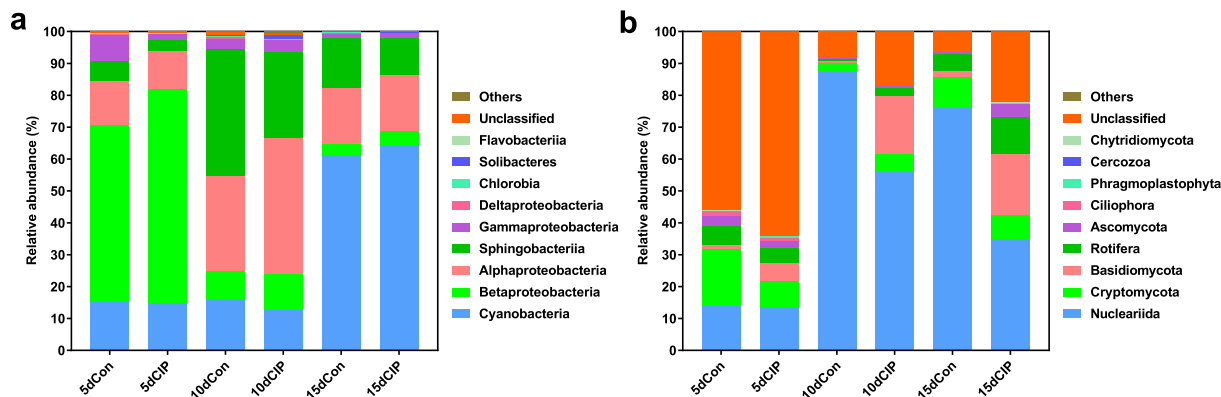 a
Relative abundance (%)
100
90
80
70
60
50
40
30
20
10
0
5dCon
5dCIP
10dCon
10dCIP
15dCon
15dCIP
Others
Unclassified
Flavobacteriia
Solibacteres
Chlorobia
Deltaproteobacteria
Gammaproteobacteria
Sphingobacteriia
Alphaproteobacteria
Betaproteobacteria
Cyanobacteria
b
Relative abundance (%)
100
90
80
70
60
50
40
30
20
10
0
5dCon
5dCIP
10dCon
10dCIP
15dCon
15dCIP
Others
Unclassified
Chytridiomycota
Cercozoa
Phragmoplastophyta
Ciliophora
Ascomycota
Rotifera
Basidiomycota
Cryptomycota
Nucleariida